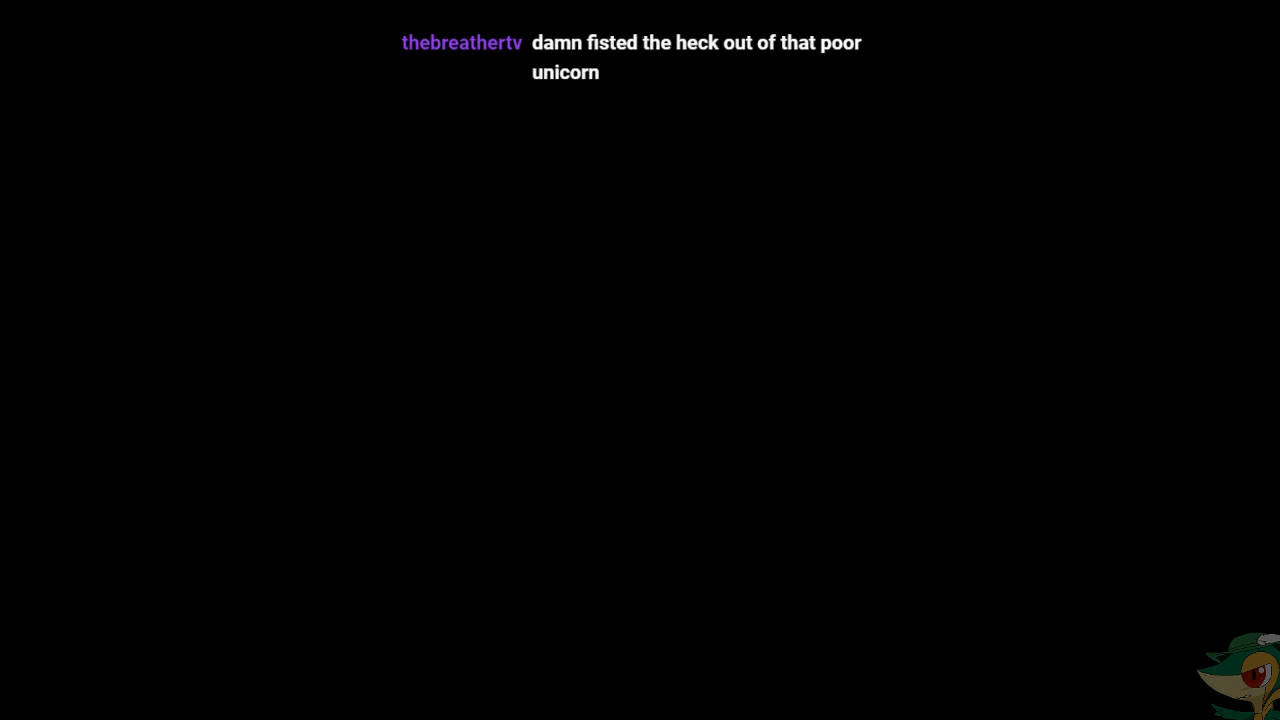 thebreathertv damn fisted the heck out of that poor
unicorn